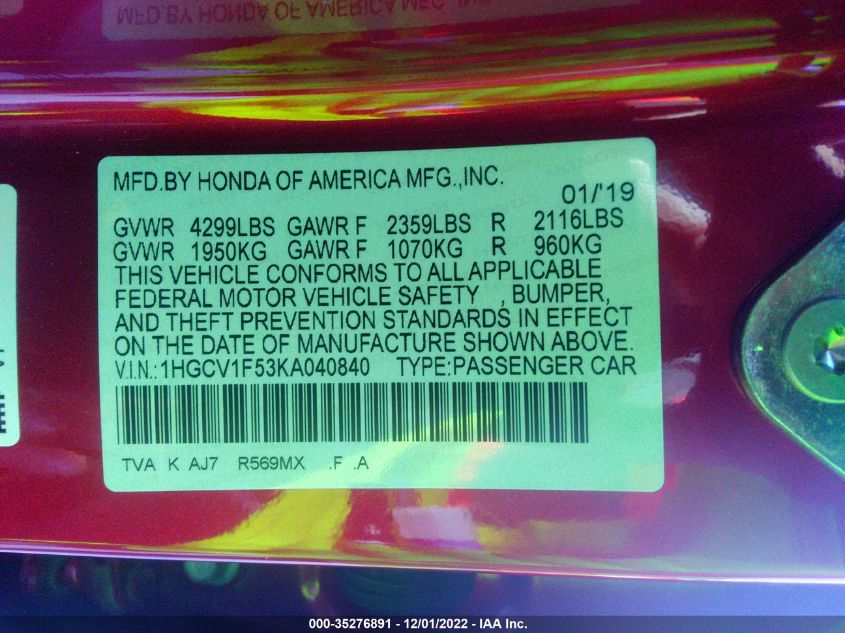 MFD.BY HONDA OF AMERICA MFG.,INC.
01/'19
GVWR 4299LBS GAWR F 2359LBS R 2116LBS
GVWR 1950KG GAWR F 1070KG R 960KG
THIS VEHICLE CONFORMS TO ALL APPLICABLE
FEDERAL MOTOR VEHICLE SAFETY , BUMPER,
AND THEFT PREVENTION STANDARDS IN EFFECT
ON THE DATE OF MANUFACTURE SHOWN ABOVE.
V.I.N.:1HGCV1F53KA040840 TYPE:PASSENGER CAR
TVA K AJ7 R569MX .F .A
000-35276891 - 12/01/2022 - IAA Inc.